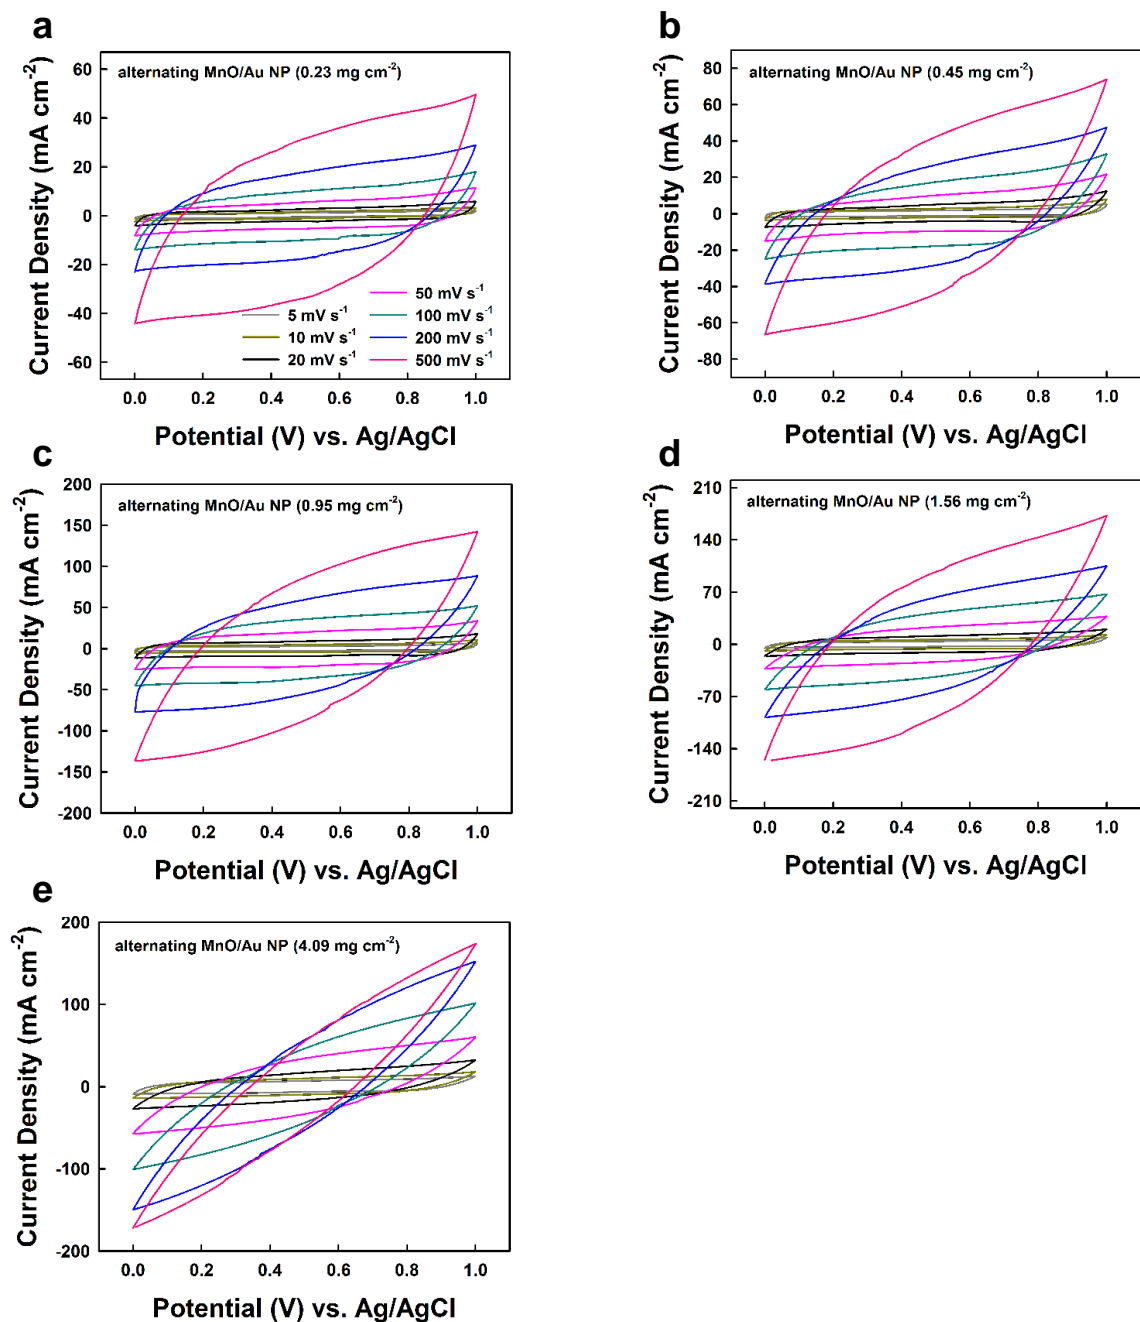 a
alternating MnO/Au NP (0.23 mg cm⁻²)
Current Density (mA cm⁻²)
60
40
20
0
-20
-40
-60
5 mV s⁻¹
10 mV s⁻¹
20 mV s⁻¹
50 mV s⁻¹
100 mV s⁻¹
200 mV s⁻¹
500 mV s⁻¹
0.0 0.2 0.4 0.6 0.8 1.0
Potential (V) vs. Ag/AgCl
b
alternating MnO/Au NP (0.45 mg cm⁻²)
Current Density (mA cm⁻²)
80
60
40
20
0
-20
-40
-60
-80
0.0 0.2 0.4 0.6 0.8 1.0
Potential (V) vs. Ag/AgCl
c
alternating MnO/Au NP (0.95 mg cm⁻²)
Current Density (mA cm⁻²)
200
150
100
50
0
-50
-100
-150
-200
0.0 0.2 0.4 0.6 0.8 1.0
Potential (V) vs. Ag/AgCl
d
alternating MnO/Au NP (1.56 mg cm⁻²)
Current Density (mA cm⁻²)
210
140
70
0
-70
-140
-210
0.0 0.2 0.4 0.6 0.8 1.0
Potential (V) vs. Ag/AgCl
e
alternating MnO/Au NP (4.09 mg cm⁻²)
Current Density (mA cm⁻²)
200
100
0
-100
-200
0.0 0.2 0.4 0.6 0.8 1.0
Potential (V) vs. Ag/AgCl